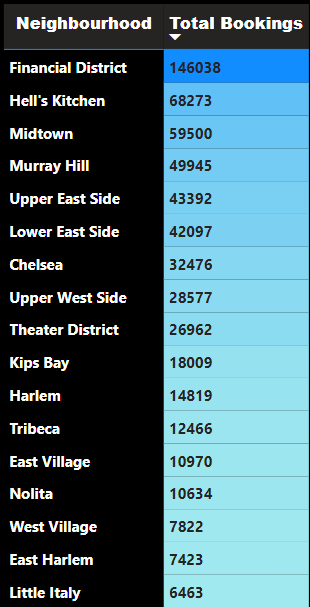 Neighbourhood Total Bookings
Financial District 146038
Hell's Kitchen 68273
Midtown 59500
Murray Hill 49945
Upper East Side 43392
Lower East Side 42097
Chelsea 32476
Upper West Side 28577
Theater District 26962
Kips Bay 18009
Harlem 14819
Tribeca 12466
East Village 10970
Nolita 10634
West Village 7822
East Harlem 7423
Little Italy 6463